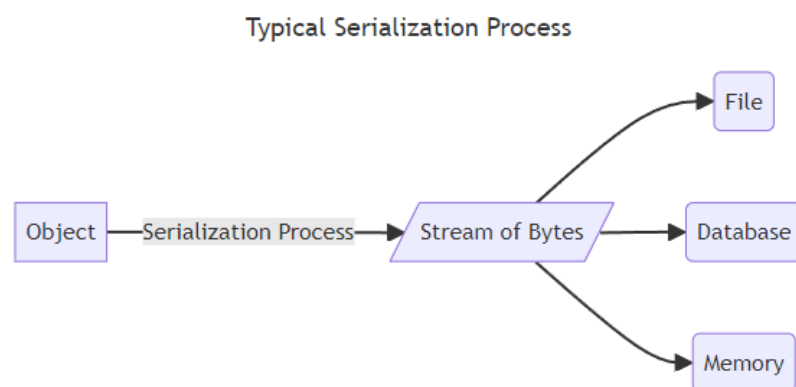 Typical Serialization Process
File
Object
Serialization Process
Stream of Bytes
Database
Memory